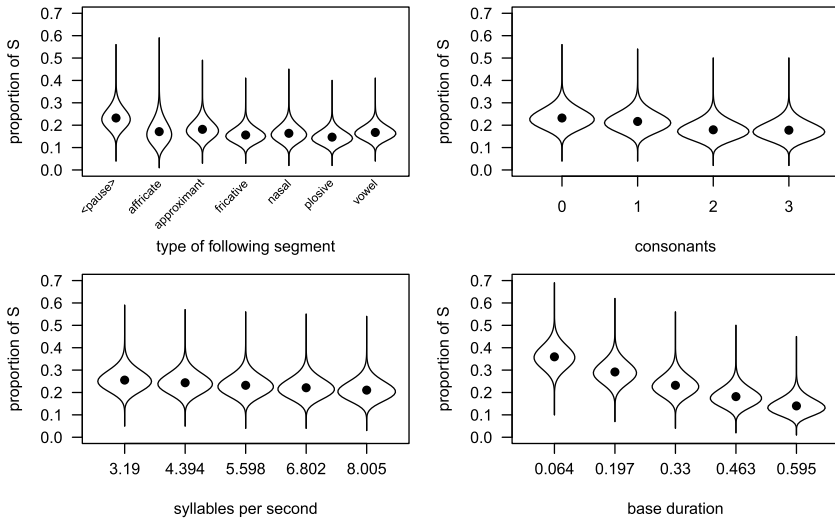 proportion of S
0.7
0.6
0.5
0.4
0.3
0.2
0.1
0.0
<pause> affricate approximant fricative nasal plosive vowel
type of following segment
proportion of S
0.7
0.6
0.5
0.4
0.3
0.2
0.1
0.0
0 1 2 3
consonants
proportion of S
0.7
0.6
0.5
0.4
0.3
0.2
0.1
0.0
3.19 4.394 5.598 6.802 8.005
syllables per second
proportion of S
0.7
0.6
0.5
0.4
0.3
0.2
0.1
0.0
0.064 0.197 0.33 0.463 0.595
base duration